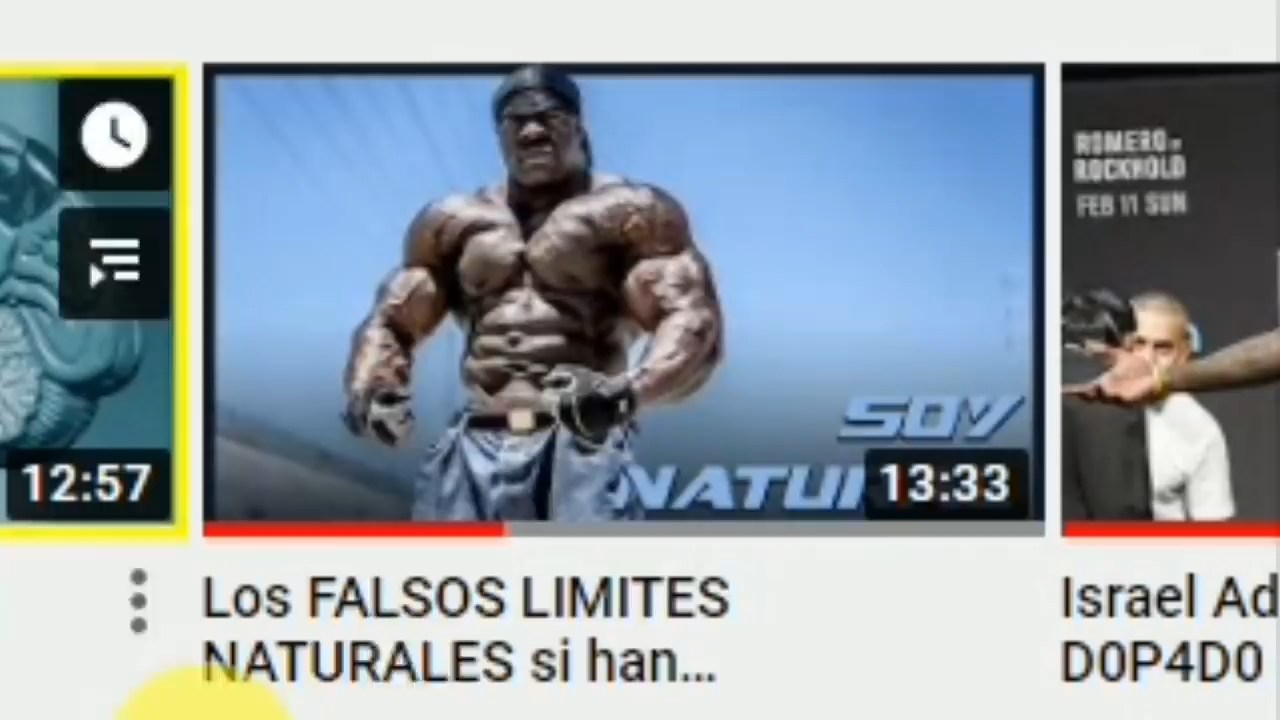 ROMERO vs
ROCKHOLD
FEB 11 SUN
SOY
NATU
12:57
13:33
Los FALSOS LIMITES
NATURALES si han...
Israel Ad
D0P4D0